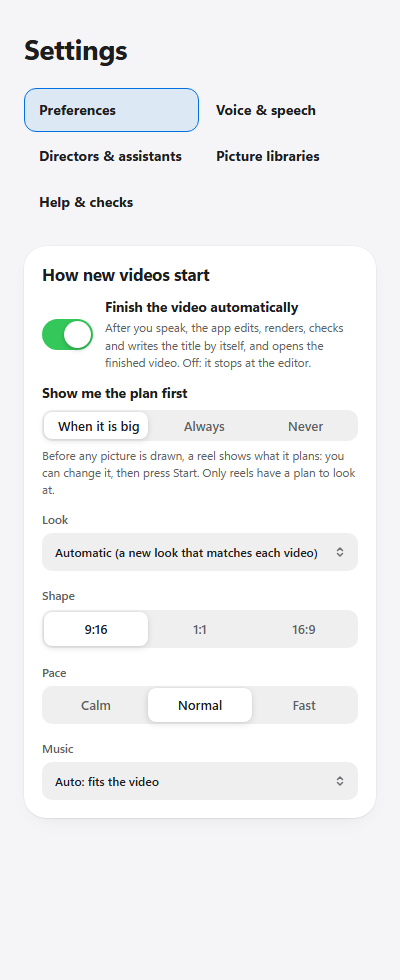 Settings
Preferences
Voice & speech
Directors & assistants
Picture libraries
Help & checks
How new videos start
Finish the video automatically
After you speak, the app edits, renders, checks
and writes the title by itself, and opens the
finished video. Off: it stops at the editor.
Show me the plan first
When it is big
Always
Never
Before any picture is drawn, a reel shows what it plans: you
can change it, then press Start. Only reels have a plan to look
at.
Look
Automatic (a new look that matches each video)
Shape
9:16
1:1
16:9
Pace
Calm
Normal
Fast
Music
Auto: fits the video